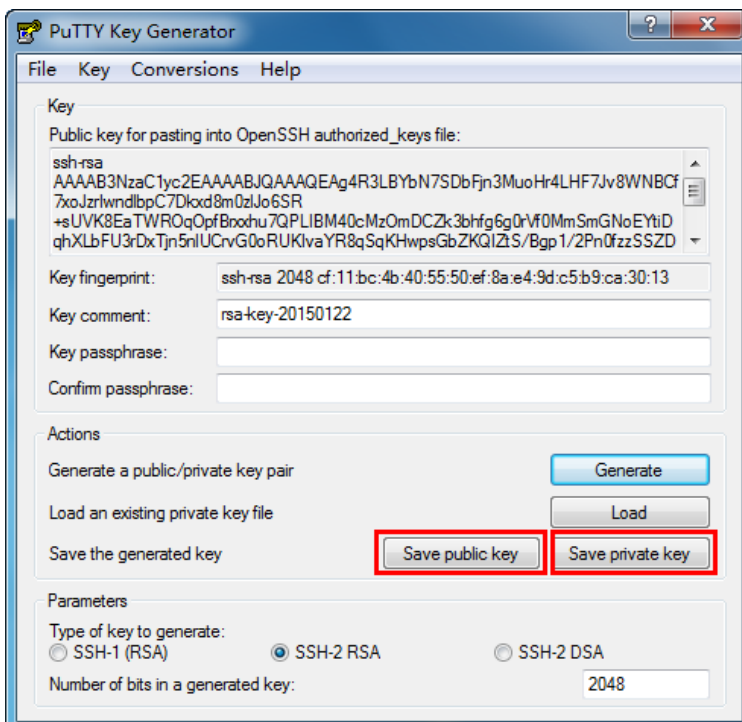 PuTTY Key Generator
? X
File Key Conversions Help
Key
Public key for pasting into OpenSSH authorized_keys file:
ssh-rsa
AAAAB3NzaC1yc2EAAAABJQAAAQEAg4R3LBYbN7SDbFjn3MuoHr4LHF7Jv8WNBCf
7xoJzrlwndlbpC7Dkxd8m0zlJo6SR
+sUVK8EaTWROqOpfBrxxhu7QPLIBM40cMzOmDCZk3bhfg6g0rVf0MmSmGNoEYtiD
qhXLbFU3rDxTjn5nlUCrvG0oRUKlvaYR8qSqKHwpsGbZKQIZtS/Bgp1/2Pn0fzzSSZD
Key fingerprint: ssh-rsa 2048 cf:11:bc:4b:40:55:50:ef:8a:e4:9d:c5:b9:ca:30:13
Key comment: rsa-key-20150122
Key passphrase:
Confirm passphrase:
Actions
Generate a public/private key pair Generate
Load an existing private key file Load
Save the generated key Save public key Save private key
Parameters
Type of key to generate:
SSH-1 (RSA) SSH-2 RSA SSH-2 DSA
Number of bits in a generated key: 2048